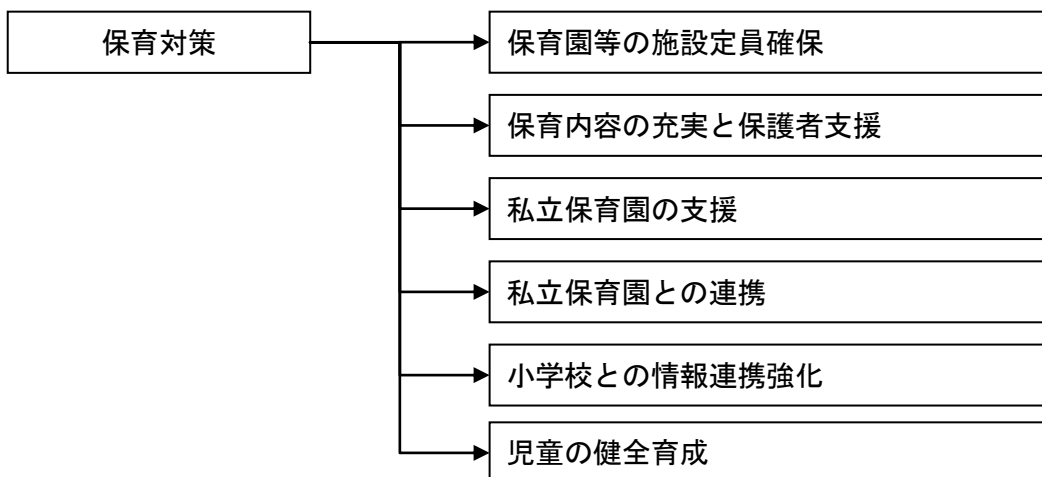 保育対策
保育園等の施設定員確保
保育内容の充実と保護者支援
私立保育園の支援
私立保育園との連携
小学校との情報連携強化
児童の健全育成